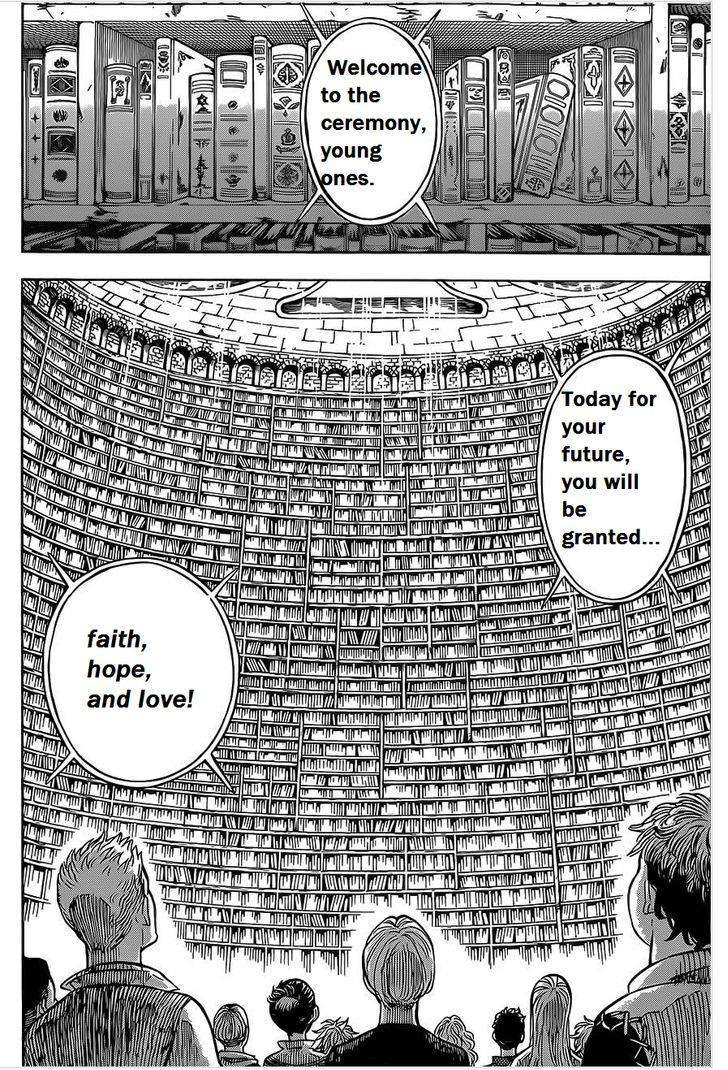 Welcome
to the
ceremony,
young
ones.
Today for
your
future,
you will
be
granted...
faith,
hope,
and love!